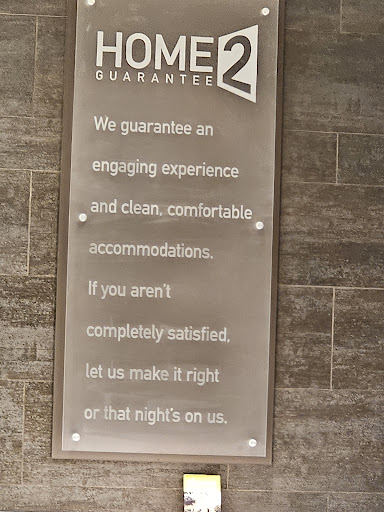 HOME2
GUARANTEE
We guarantee an
engaging experience
and clean, comfortable
accommodations.
If you aren't
completely satisfied,
let us make it right
or that night's on us.